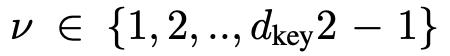 ν ∈ {1, 2, .., d_key2 − 1}